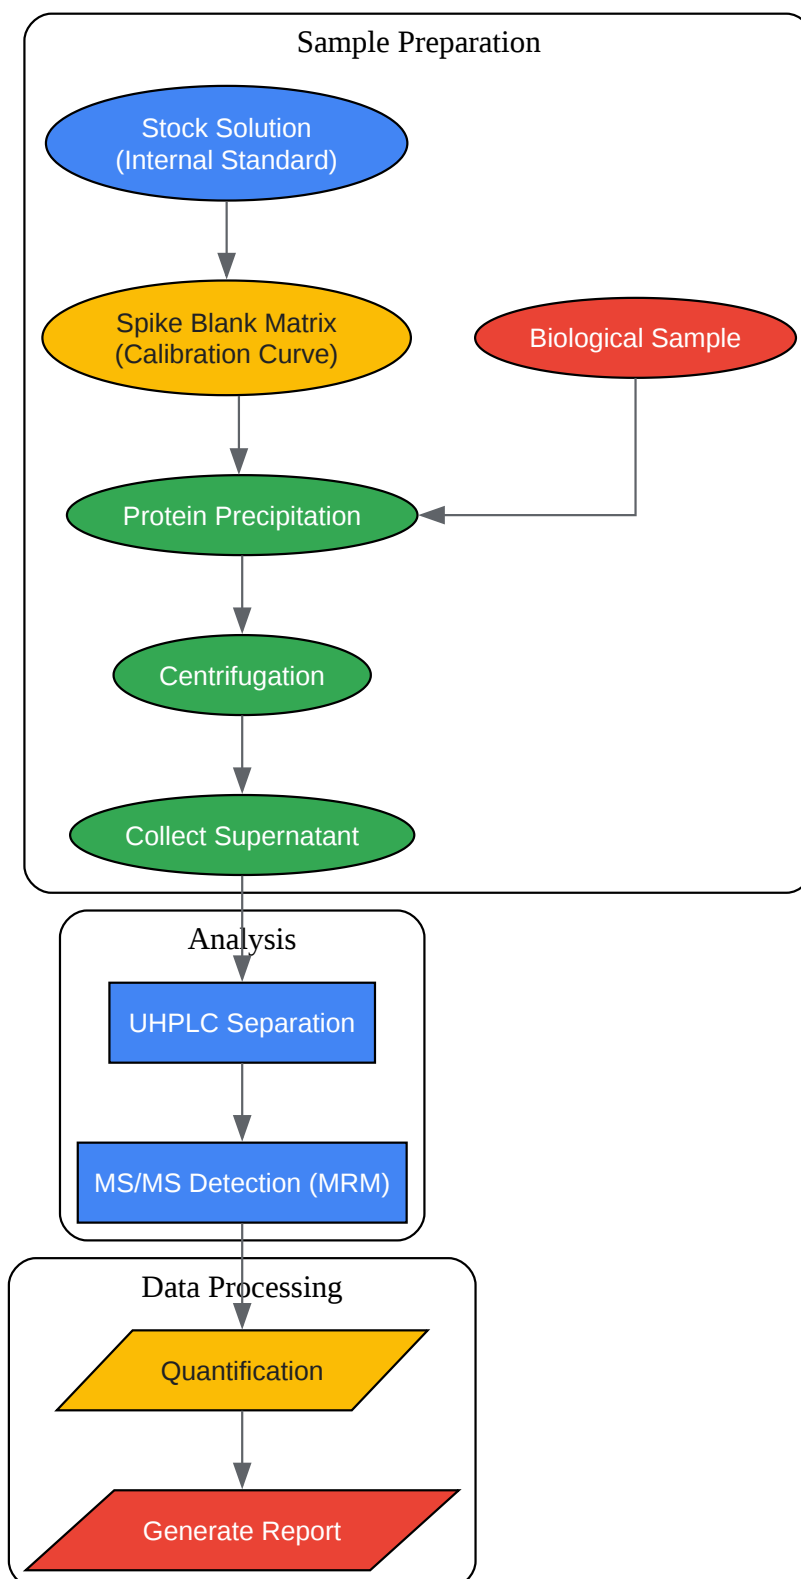 Sample Preparation
Stock Solution
(Internal Standard)
Spike Blank Matrix
(Calibration Curve)
Biological Sample
Protein Precipitation
Centrifugation
Collect Supernatant
Analysis
UHPLC Separation
MS/MS Detection (MRM)
Data Processing
Quantification
Generate Report